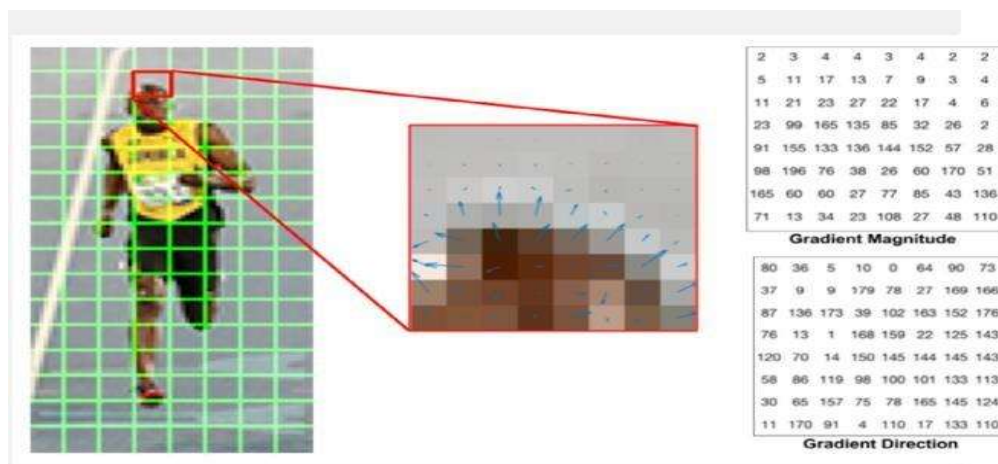 2 3 4 4 3 4 2 2
5 11 17 13 7 9 3 4
11 21 23 27 22 17 4 6
23 99 165 135 85 32 26 2
91 155 133 136 144 152 57 28
98 196 76 38 26 60 170 51
165 60 60 27 77 85 43 136
71 13 34 23 108 27 48 110
Gradient Magnitude
80 36 5 10 0 64 90 73
37 9 9 179 78 27 169 166
87 136 173 39 102 163 152 176
76 13 1 168 159 22 125 143
120 70 14 150 145 144 145 143
58 86 119 98 100 101 133 113
30 65 157 75 78 165 145 124
11 170 91 4 110 17 133 110
Gradient Direction